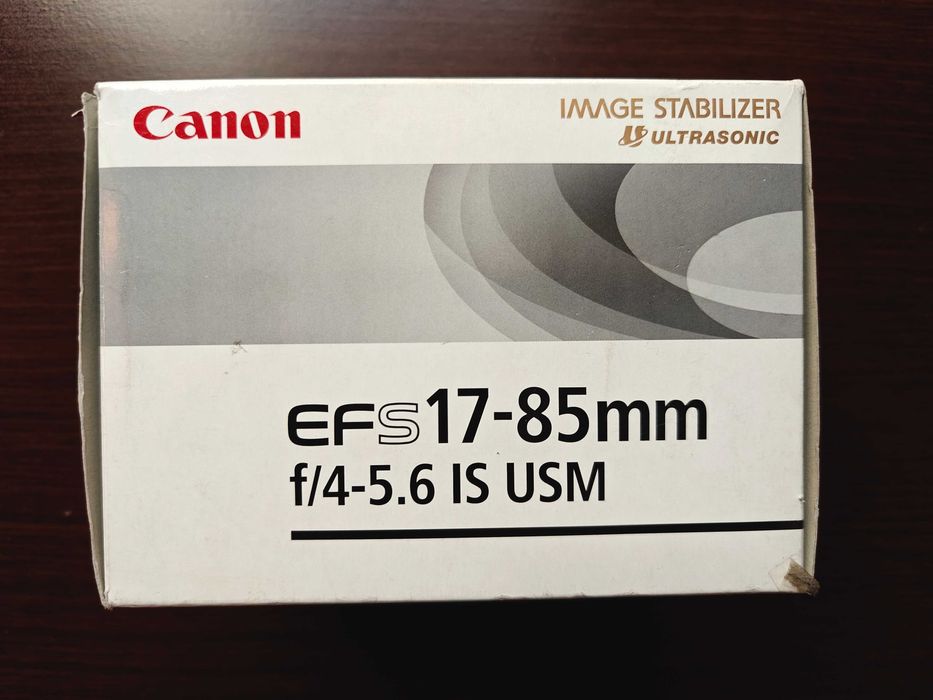 Canon
IMAGE STABILIZER
ULTRASONIC
EFS17-85mm
f/4-5.6 IS USM